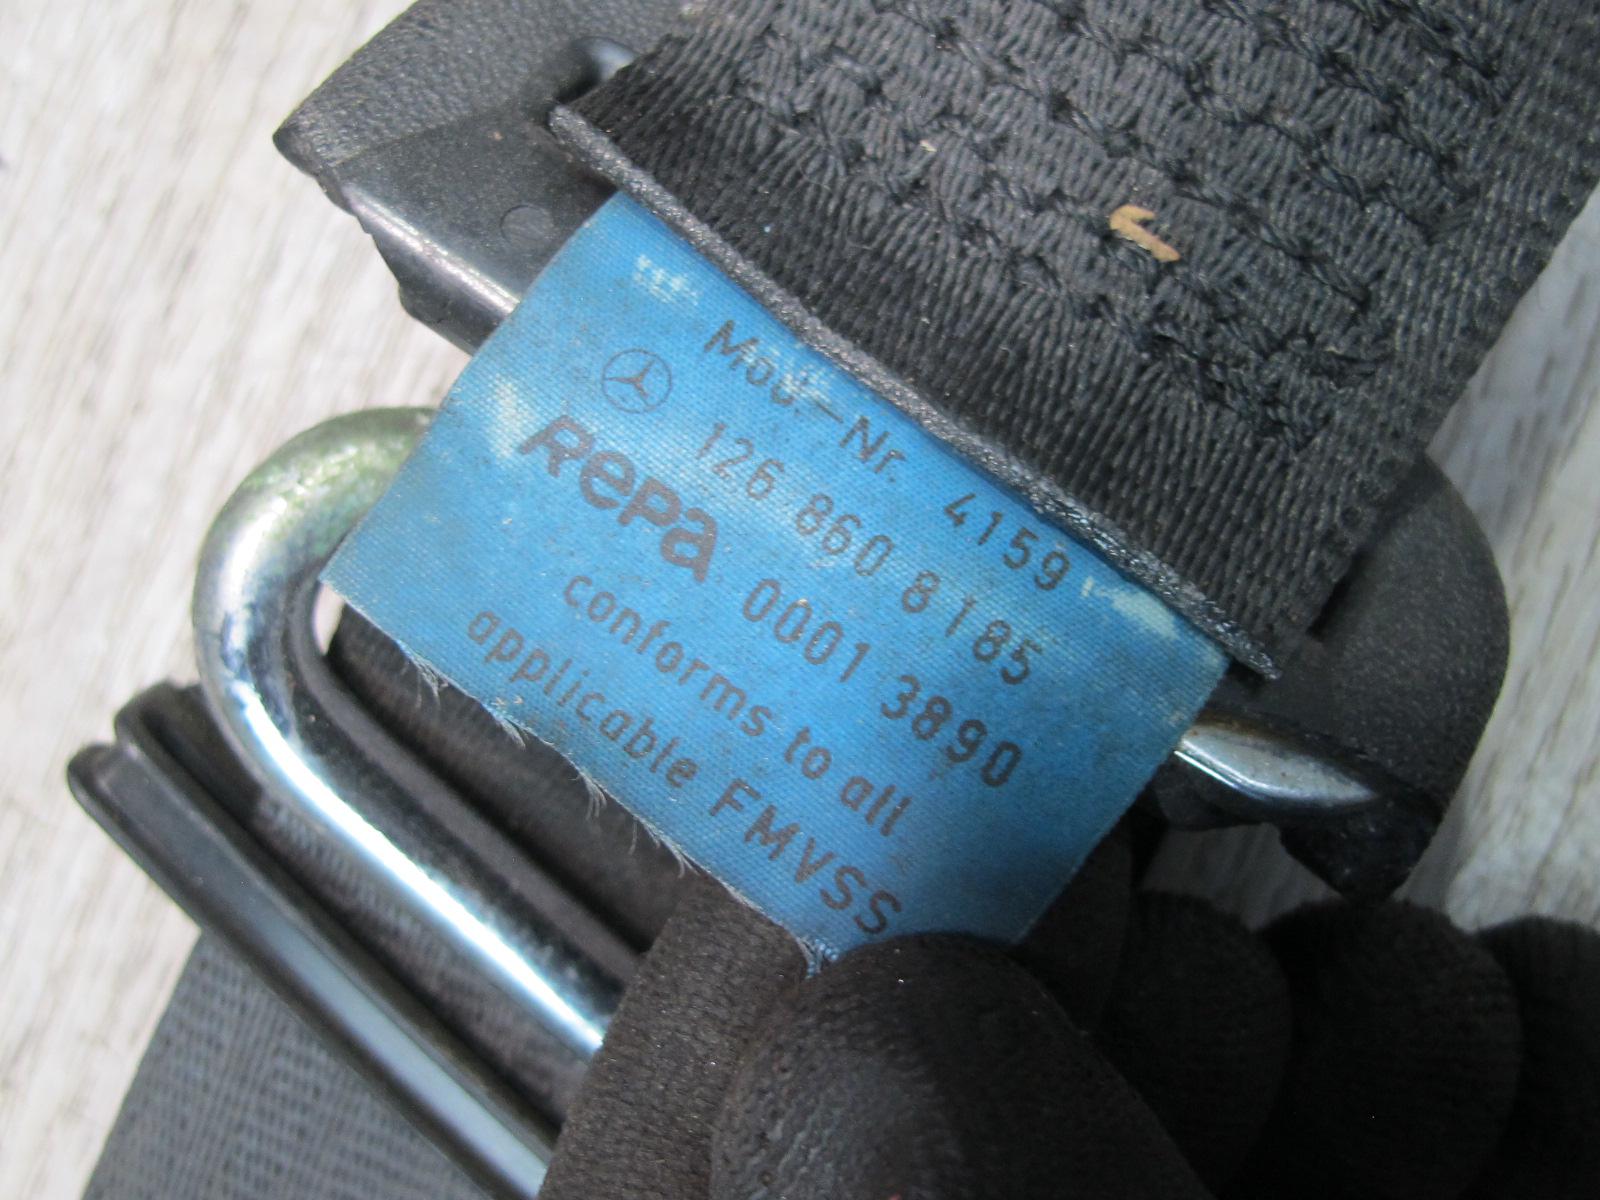 Mod.-Nr. 4159
126 860 8185
Repa 0001 3890
conforms to all
applicable FMVSS